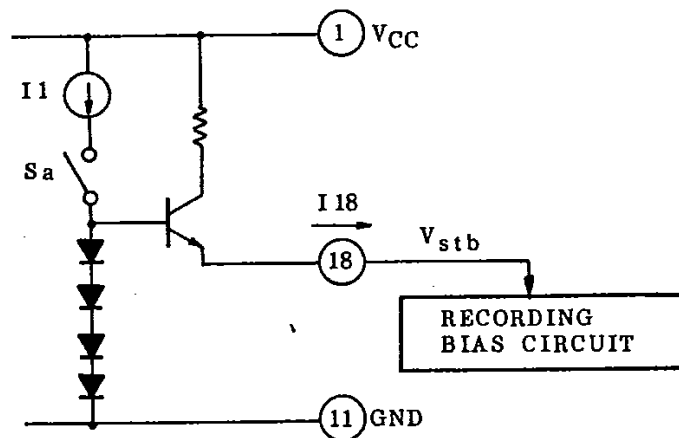 1 VCC
I1
Sa
I18
18
Vstb
RECORDING
BIAS CIRCUIT
11 GND